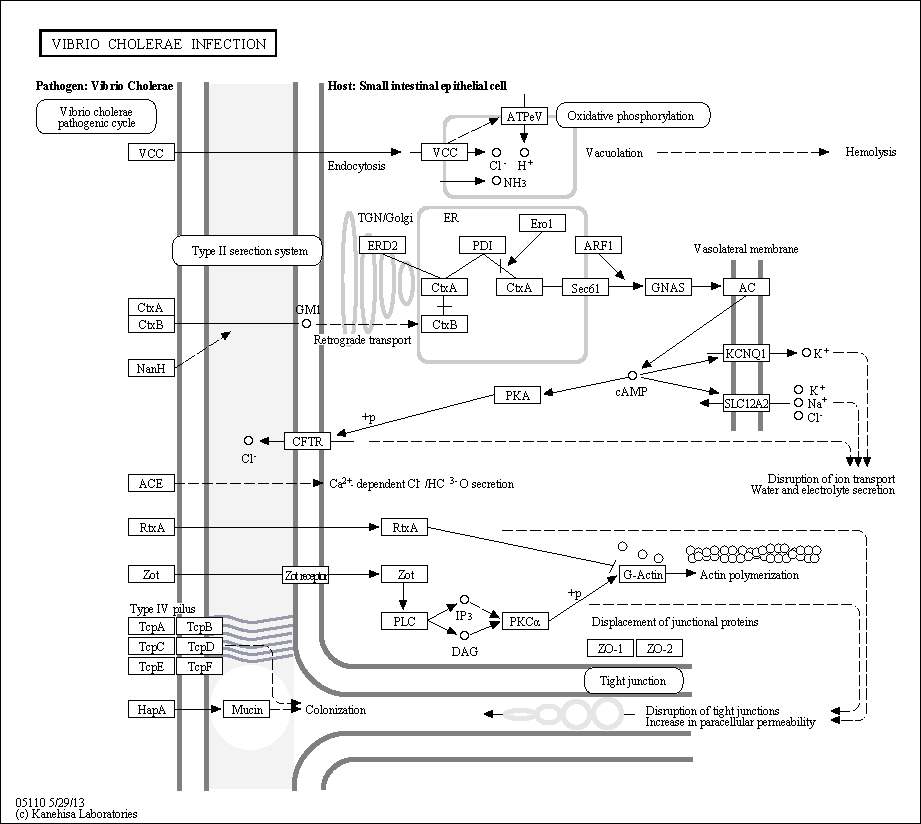 VIBRIO CHOLERAE INFECTION
Pathogen: Vibrio Cholerae
Host: Small intestinal epithelial cell
Vibrio cholerae
pathogenic cycle
ATPeV
Oxidative phosphorylation
VCC
Endocytosis
VCC
Cl-
H+
NH3
Vacuolation
Hemolysis
TGN/Golgi
ER
Ero1
ERD2
PDI
ARF1
Type II serection system
Vasolateral membrane
CtxA
CtxA
Sec61
GNAS
AC
CtxA
CtxB
GM1
CtxB
Retrograde transport
NanH
KCNQ1
K+
cAMP
PKA
SLC12A2
K+
Na+
Cl-
+p
CFTR
Cl-
Disruption of ion transport
Water and electrolyte secretion
ACE
Ca2+- dependent Cl- /HC 3- O secretion
RtxA
RtxA
Zot
Zot receptor
Zot
G-Actin
Actin polymerization
+p
IP3
PLC
PKCα
DAG
Type IV pilus
TcpA
TcpB
TcpC
TcpD
TcpE
TcpF
Displacement of junctional proteins
ZO-1
ZO-2
Tight junction
HapA
Mucin
Colonization
Disruption of tight junctions
Increase in paracellular permeability
05110 5/29/13
(c) Kanehisa Laboratories